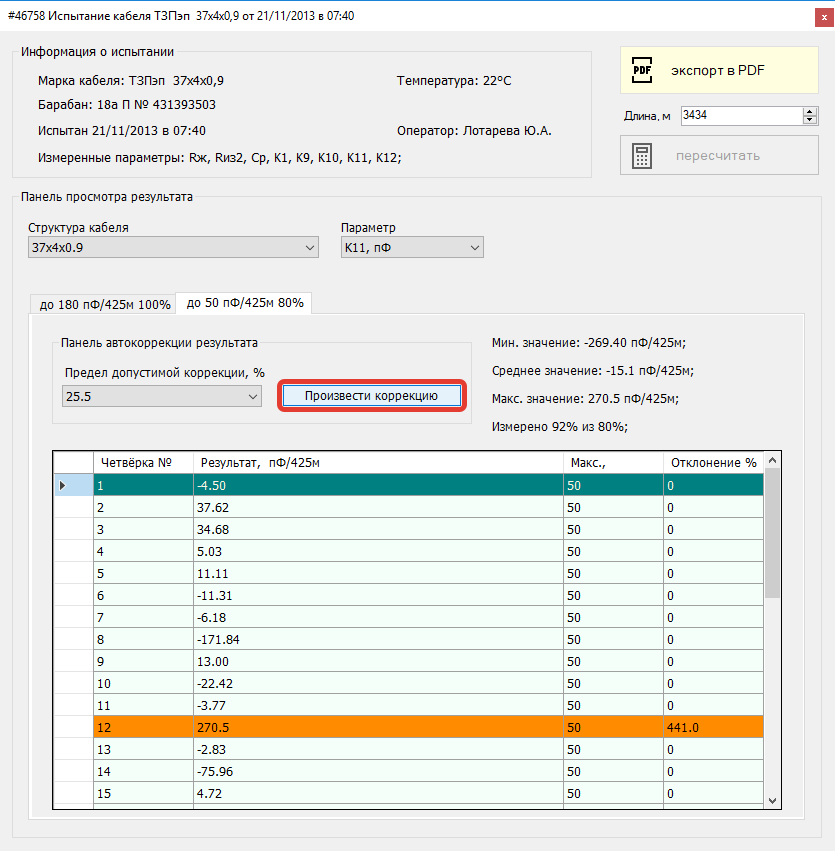 #46758 Испытание кабеля ТЗПэп 37х4х0,9 от 21/11/2013 в 07:40
x
Информация о испытании
Марка кабеля: ТЗПэп 37х4х0,9
Температура: 22°С
Барабан: 18а П № 431393503
Испытан 21/11/2013 в 07:40
Оператор: Лотарева Ю.А.
Измеренные параметры: Rж, Rиз2, Cр, K1, K9, K10, K11, K12;
PDF
экспорт в PDF
Длина, м
3434
пересчитать
Панель просмотра результата
Структура кабеля
Параметр
37х4х0.9
K11, пФ
до 180 пФ/425м 100%
до 50 пФ/425м 80%
Панель автокоррекции результата
Предел допустимой коррекции, %
25.5
Произвести коррекцию
Мин. значение: -269.40 пФ/425м;
Среднее значение: -15.1 пФ/425м;
Макс. значение: 270.5 пФ/425м;
Измерено 92% из 80%;
Четвёрка № Результат, пФ/425м Макс., Отклонение %
1 -4.50 50 0
2 37.62 50 0
3 34.68 50 0
4 5.03 50 0
5 11.11 50 0
6 -11.31 50 0
7 -6.18 50 0
8 -171.84 50 0
9 13.00 50 0
10 -22.42 50 0
11 -3.77 50 0
12 270.5 50 441.0
13 -2.83 50 0
14 -75.96 50 0
15 4.72 50 0